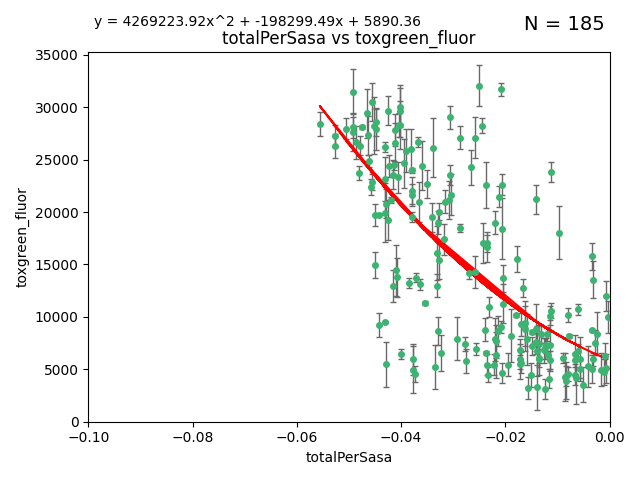 y = 4269223.92x^2 + -198299.49x + 5890.36
N = 185
totalPerSasa vs toxgreen_fluor
35000
30000
25000
20000
15000
10000
5000
0
toxgreen_fluor
−0.10
−0.08
−0.06
−0.04
−0.02
0.00
totalPerSasa